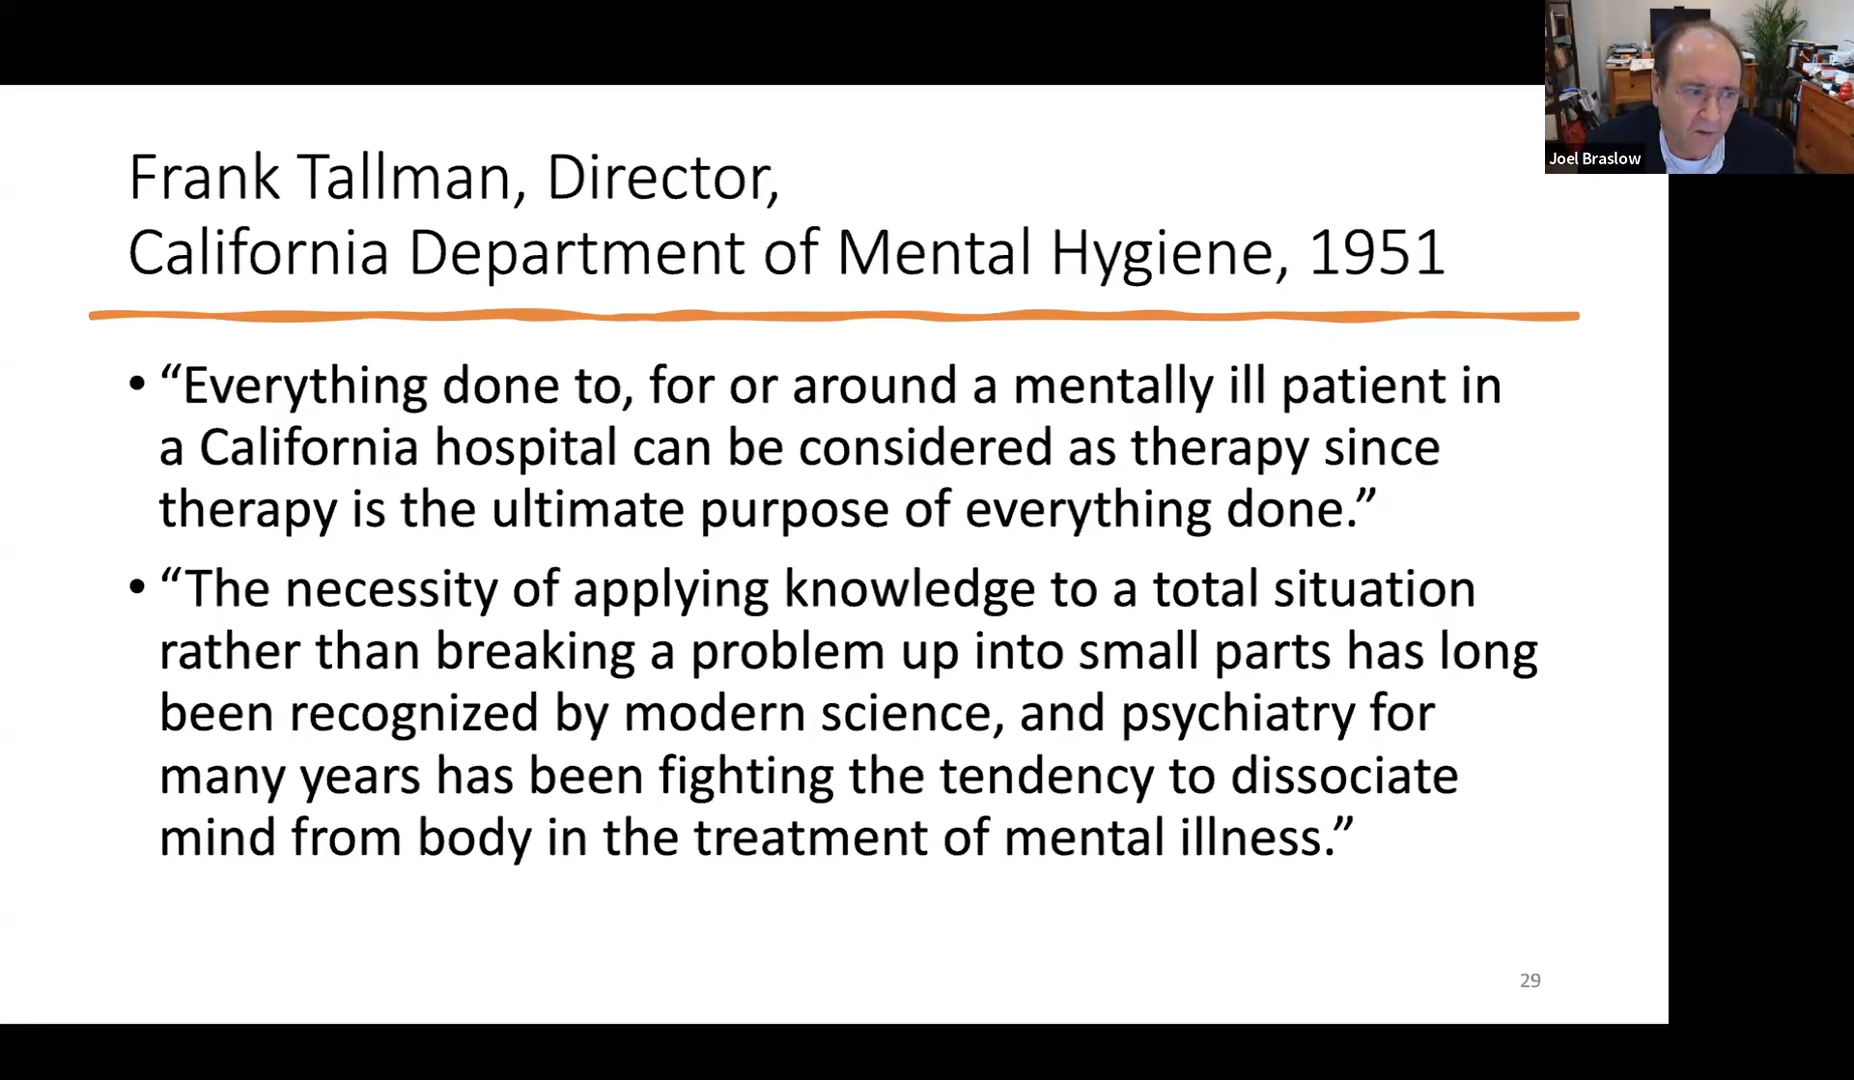 Joel Braslow
Frank Tallman, Director,
California Department of Mental Hygiene, 1951
• “Everything done to, for or around a mentally ill patient in
a California hospital can be considered as therapy since
therapy is the ultimate purpose of everything done.”
• “The necessity of applying knowledge to a total situation
rather than breaking a problem up into small parts has long
been recognized by modern science, and psychiatry for
many years has been fighting the tendency to dissociate
mind from body in the treatment of mental illness.”
29